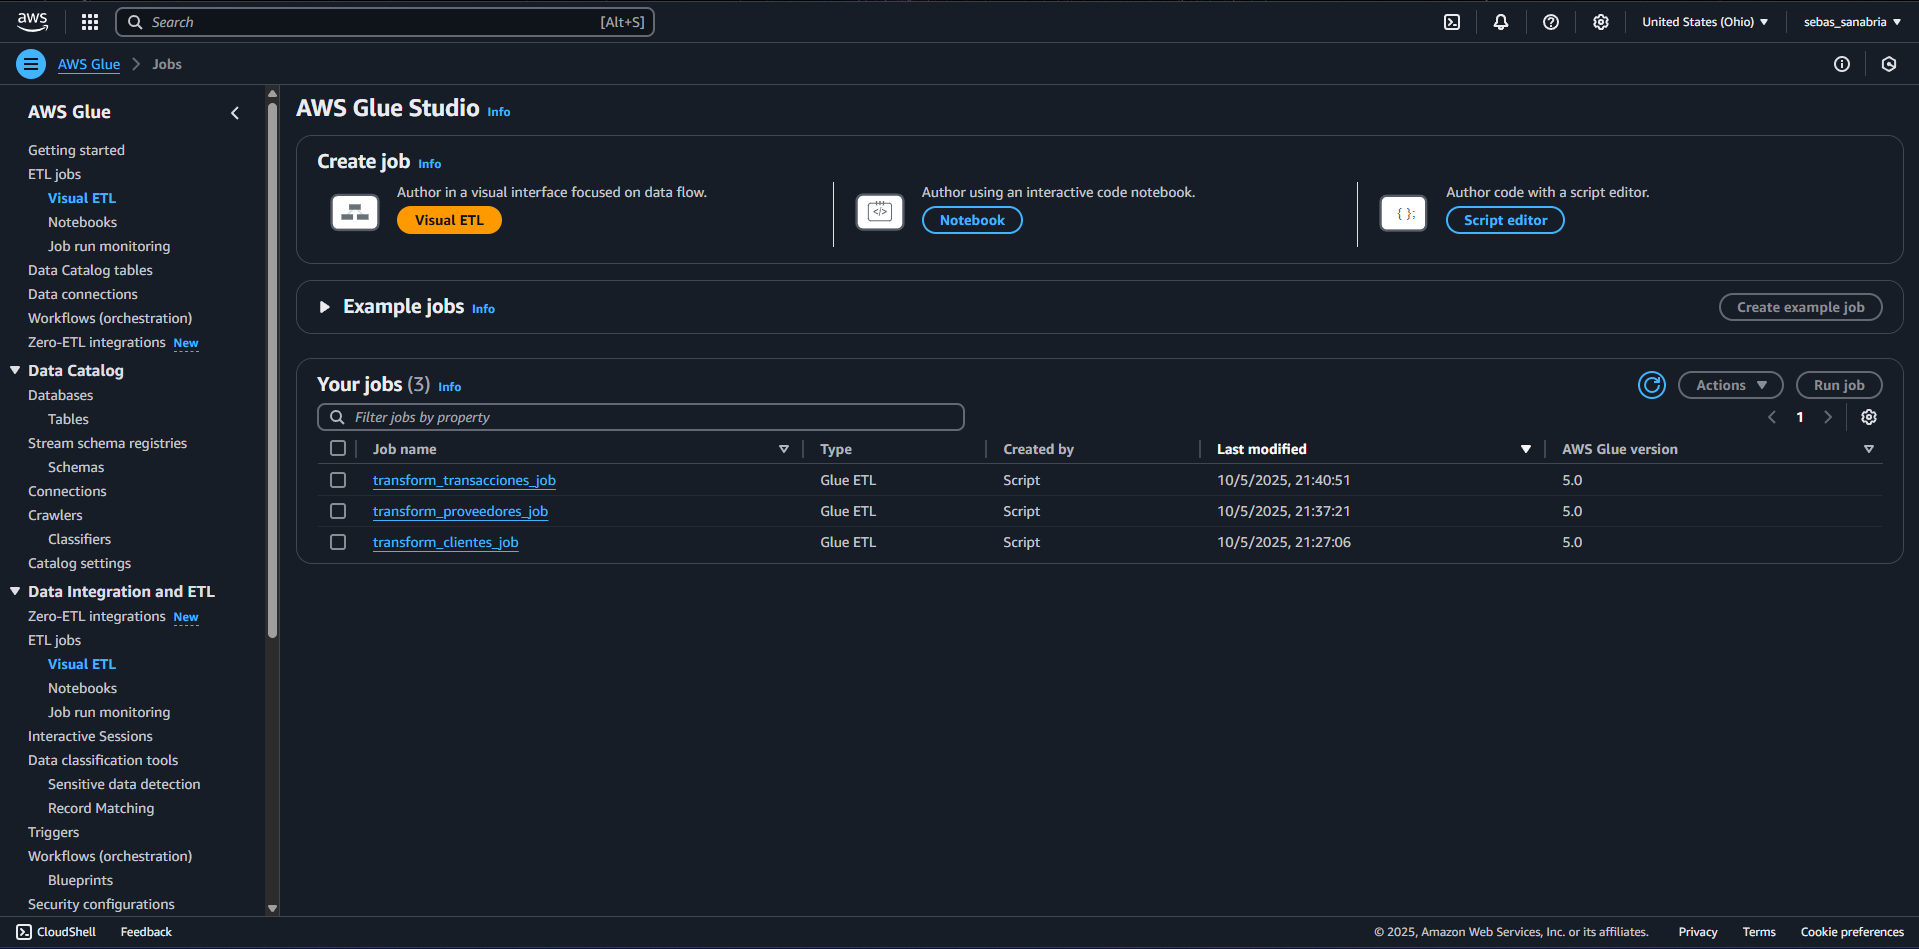 aws Search [Alt+S] United States (Ohio) sebas_sanabria
AWS Glue Jobs
AWS Glue
Getting started
ETL jobs
Visual ETL
Notebooks
Job run monitoring
Data Catalog tables
Data connections
Workflows (orchestration)
Zero-ETL integrations New
Data Catalog
Databases
Tables
Stream schema registries
Schemas
Connections
Crawlers
Classifiers
Catalog settings
Data Integration and ETL
Zero-ETL integrations New
ETL jobs
Visual ETL
Notebooks
Job run monitoring
Interactive Sessions
Data classification tools
Sensitive data detection
Record Matching
Triggers
Workflows (orchestration)
Blueprints
Security configurations
AWS Glue Studio Info
Create job Info
Author in a visual interface focused on data flow.
Visual ETL
</>
Author using an interactive code notebook.
Notebook
{ };
Author code with a script editor.
Script editor
Example jobs Info Create example job
Your jobs (3) Info Actions Run job
Filter jobs by property 1
Job name Type Created by Last modified AWS Glue version
transform_transacciones_job Glue ETL Script 10/5/2025, 21:40:51 5.0
transform_proveedores_job Glue ETL Script 10/5/2025, 21:37:21 5.0
transform_clientes_job Glue ETL Script 10/5/2025, 21:27:06 5.0
CloudShell Feedback © 2025, Amazon Web Services, Inc. or its affiliates. Privacy Terms Cookie preferences